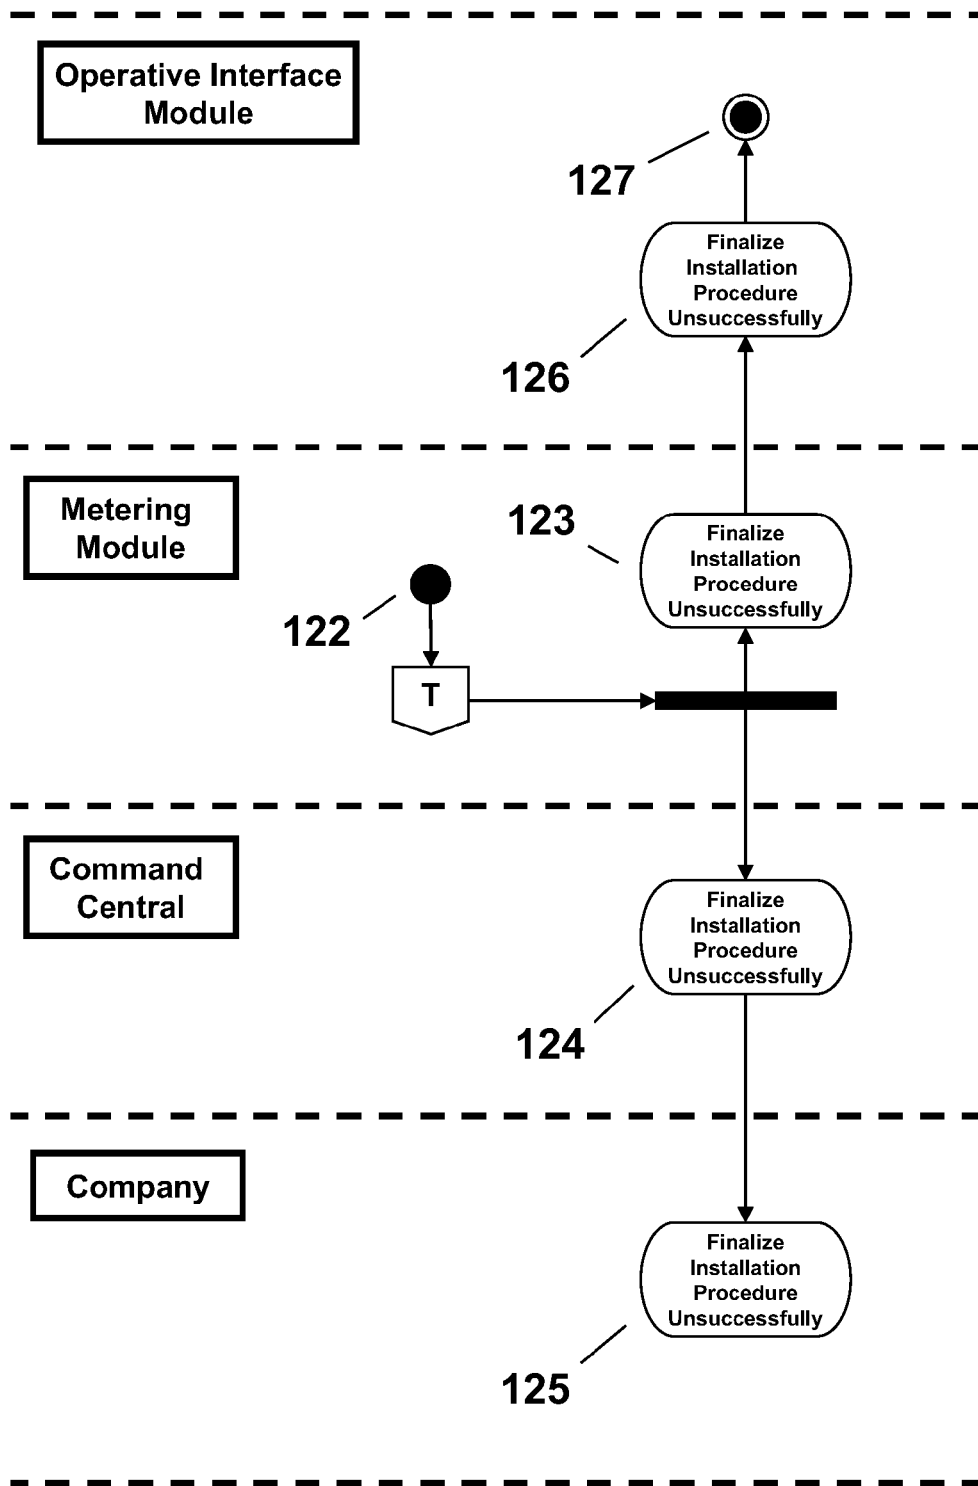 Operative Interface
Module
127
Finalize
Installation
Procedure
Unsuccessfully
126
Metering
Module
123
Finalize
Installation
Procedure
Unsuccessfully
122
T
Command
Central
Finalize
Installation
Procedure
Unsuccessfully
124
Company
Finalize
Installation
Procedure
Unsuccessfully
125